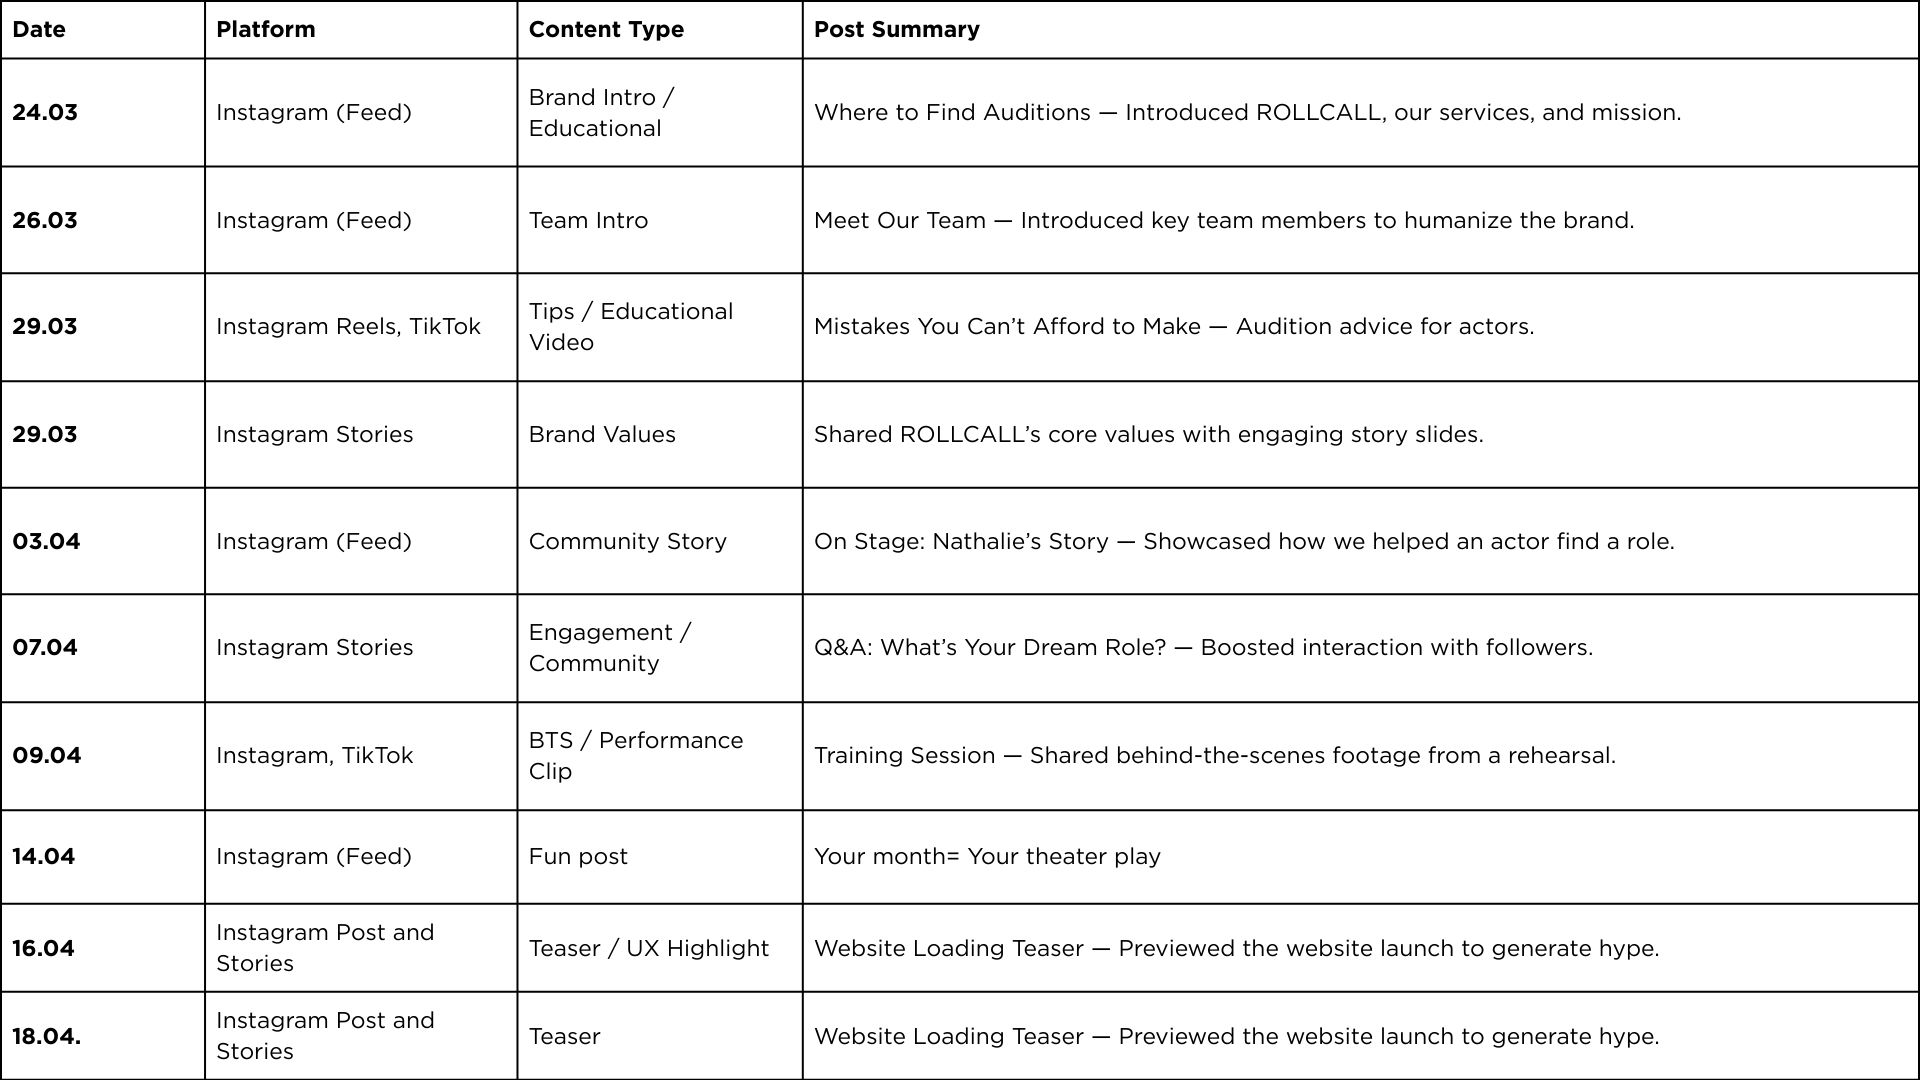 Date Platform Content Type Post Summary
24.03 Instagram (Feed) Brand Intro /
Educational Where to Find Auditions — Introduced ROLLCALL, our services, and mission.
26.03 Instagram (Feed) Team Intro Meet Our Team — Introduced key team members to humanize the brand.
29.03 Instagram Reels, TikTok Tips / Educational
Video Mistakes You Can’t Afford to Make — Audition advice for actors.
29.03 Instagram Stories Brand Values Shared ROLLCALL’s core values with engaging story slides.
03.04 Instagram (Feed) Community Story On Stage: Nathalie’s Story — Showcased how we helped an actor find a role.
07.04 Instagram Stories Engagement /
Community Q&A: What’s Your Dream Role? — Boosted interaction with followers.
09.04 Instagram, TikTok BTS / Performance
Clip Training Session — Shared behind-the-scenes footage from a rehearsal.
14.04 Instagram (Feed) Fun post Your month= Your theater play
16.04 Instagram Post and
Stories Teaser / UX Highlight Website Loading Teaser — Previewed the website launch to generate hype.
18.04. Instagram Post and
Stories Teaser Website Loading Teaser — Previewed the website launch to generate hype.